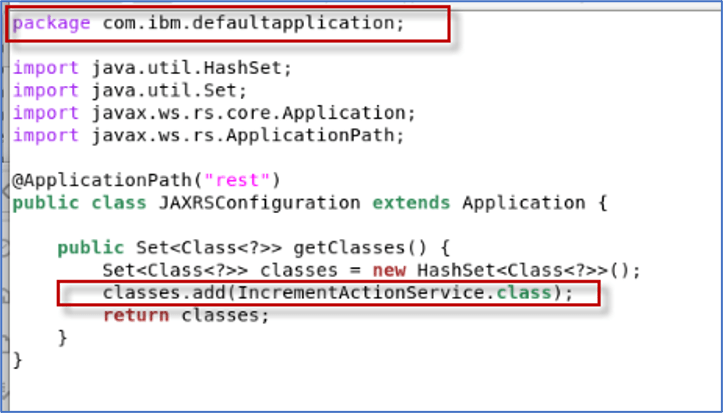 package com.ibm.defaultapplication;
import java.util.HashSet;
import java.util.Set;
import javax.ws.rs.core.Application;
import javax.ws.rs.ApplicationPath;
@ApplicationPath("rest")
public class JAXRSConfiguration extends Application {
public Set<Class<?>> getClasses() {
Set<Class<?>> classes = new HashSet<Class<?>>();
classes.add(IncrementActionService.class);
return classes;
}
}